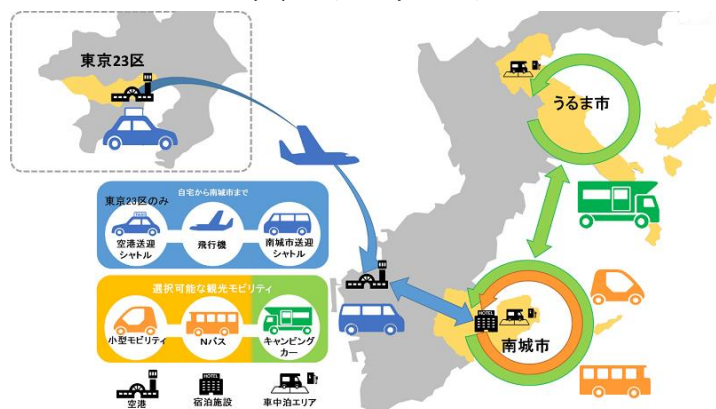 東京23区
うるま市
自宅から南城市まで
東京23区のみ
空港送迎
シャトル
飛行機
南城市送迎
シャトル
選択可能な観光モビリティ
小型モビリティ
Nバス
キャンピング
カー
HOTEL
南城市
空港
HOTEL
宿泊施設
車中泊エリア